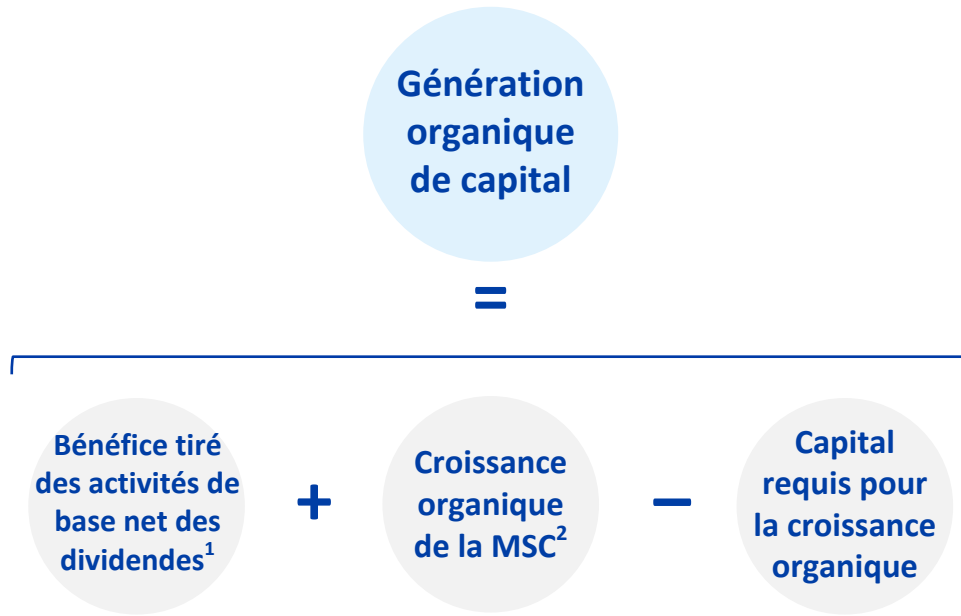 Génération
organique
de capital
=
Bénéfice tiré
des activités de
base net des
dividendes¹
+
Croissance
organique
de la MSC²
−
Capital
requis pour
la croissance
organique